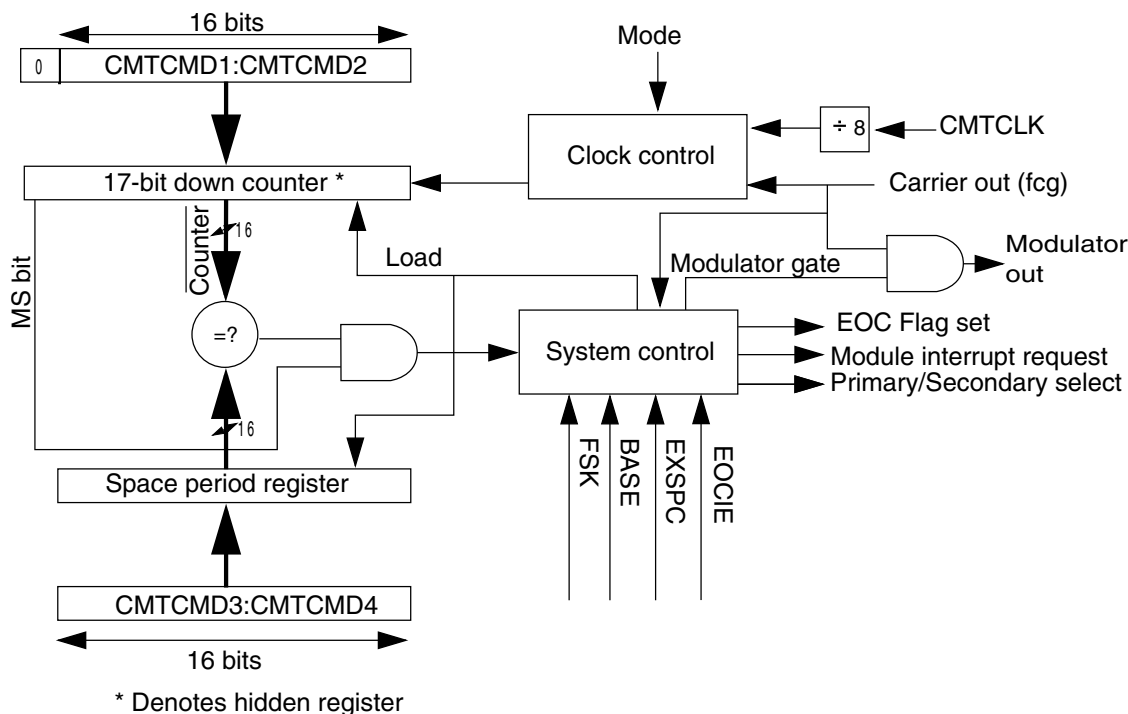 16 bits
0 CMTCMD1:CMTCMD2
Mode
÷ 8
CMTCLK
Clock control
17-bit down counter *
Carrier out (fcg)
16
Counter
MS bit
Load
Modulator gate
Modulator
out
=?
System control
EOC Flag set
Module interrupt request
Primary/Secondary select
16
FSK
BASE
EXSPC
EOCIE
Space period register
CMTCMD3:CMTCMD4
16 bits
* Denotes hidden register